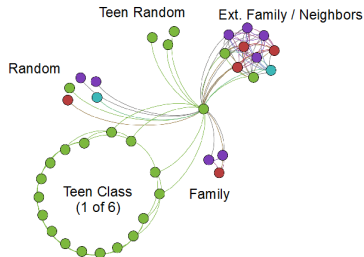 Teen Random
Ext. Family / Neighbors
Random
Teen Class
(1 of 6)
Family